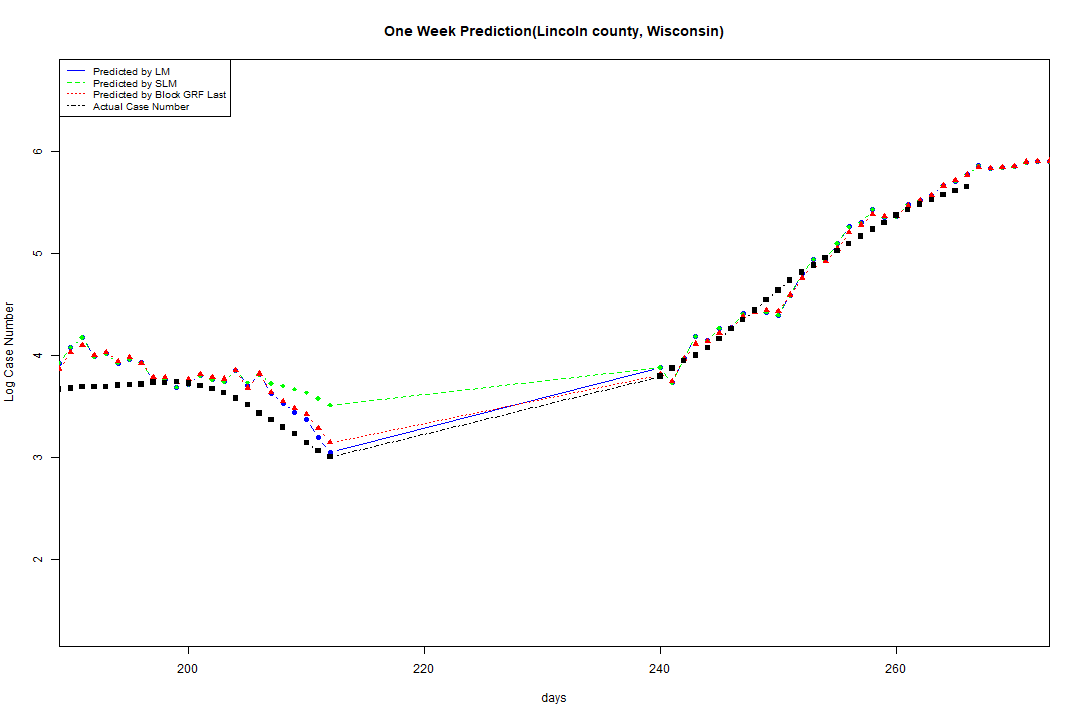 One Week Prediction(Lincoln county, Wisconsin)
Predicted by LM
Predicted by SLM
Predicted by Block GRF Last
Actual Case Number
6
5
4
3
2
Log Case Number
200
220
240
260
days